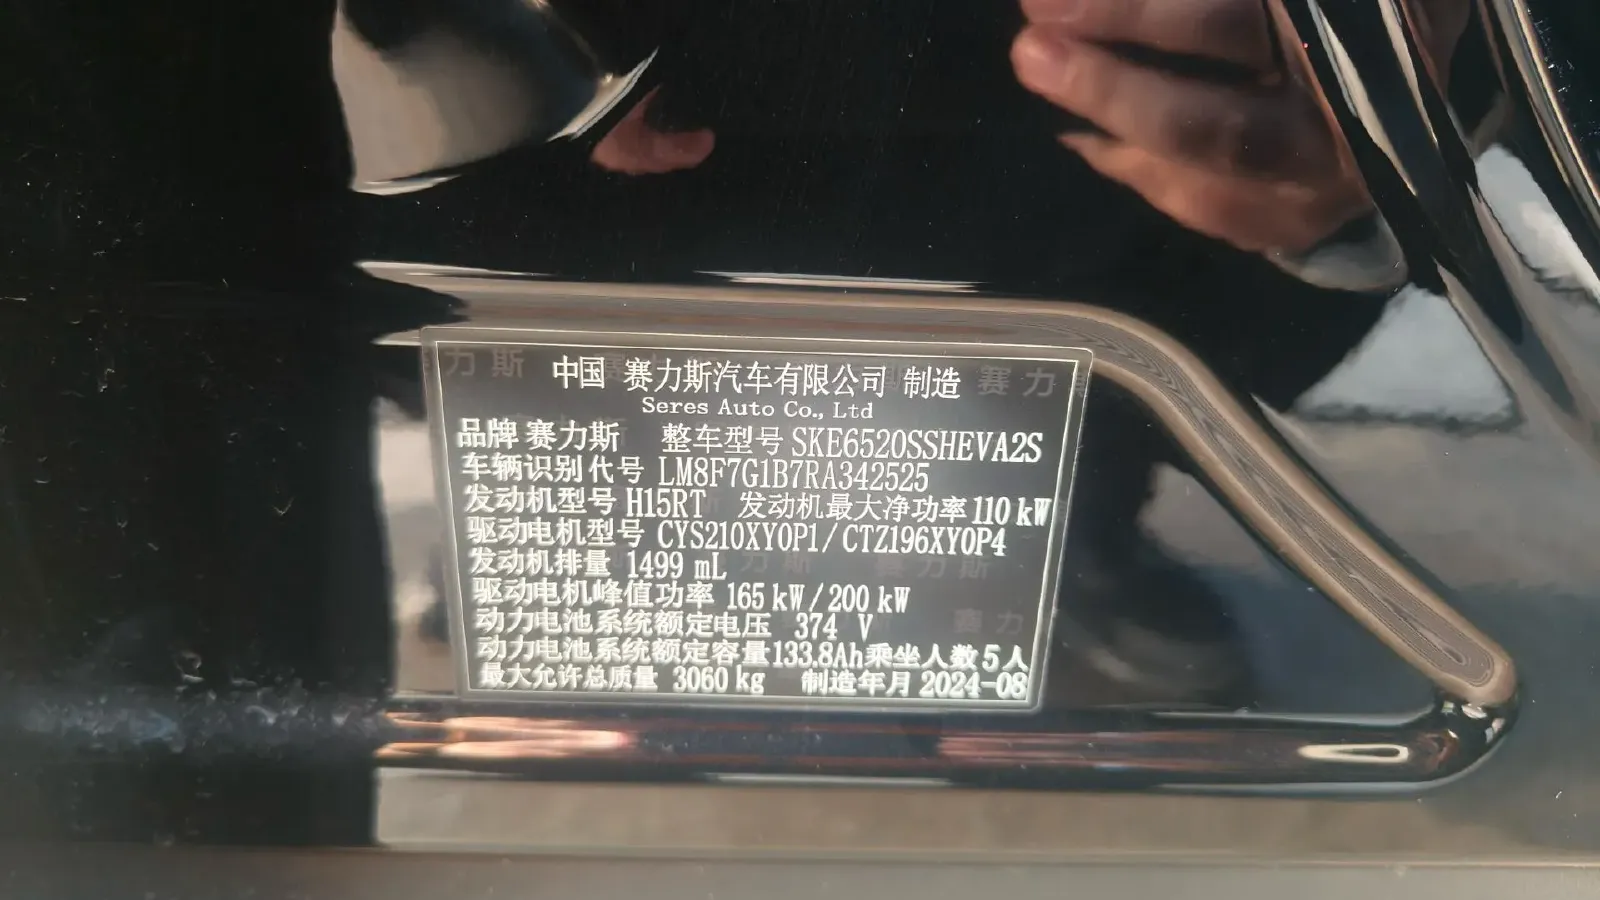 中国 赛力斯汽车有限公司 制造
Seres Auto Co., Ltd
品牌 赛力斯 整车型号 SKE6520SSHEVA2S
车辆识别代号 LM8F7G1B7RA342525
发动机型号 H15RT 发动机最大净功率 110 kW
驱动电机型号 CYS210XY0P1/CTZ196XY0P4
发动机排量 1499 mL
驱动电机峰值功率 165 kW/200 kW
动力电池系统额定电压 374 V
动力电池系统额定容量 133.8Ah 乘坐人数 5人
最大允许总质量 3060 kg 制造年月 2024-08